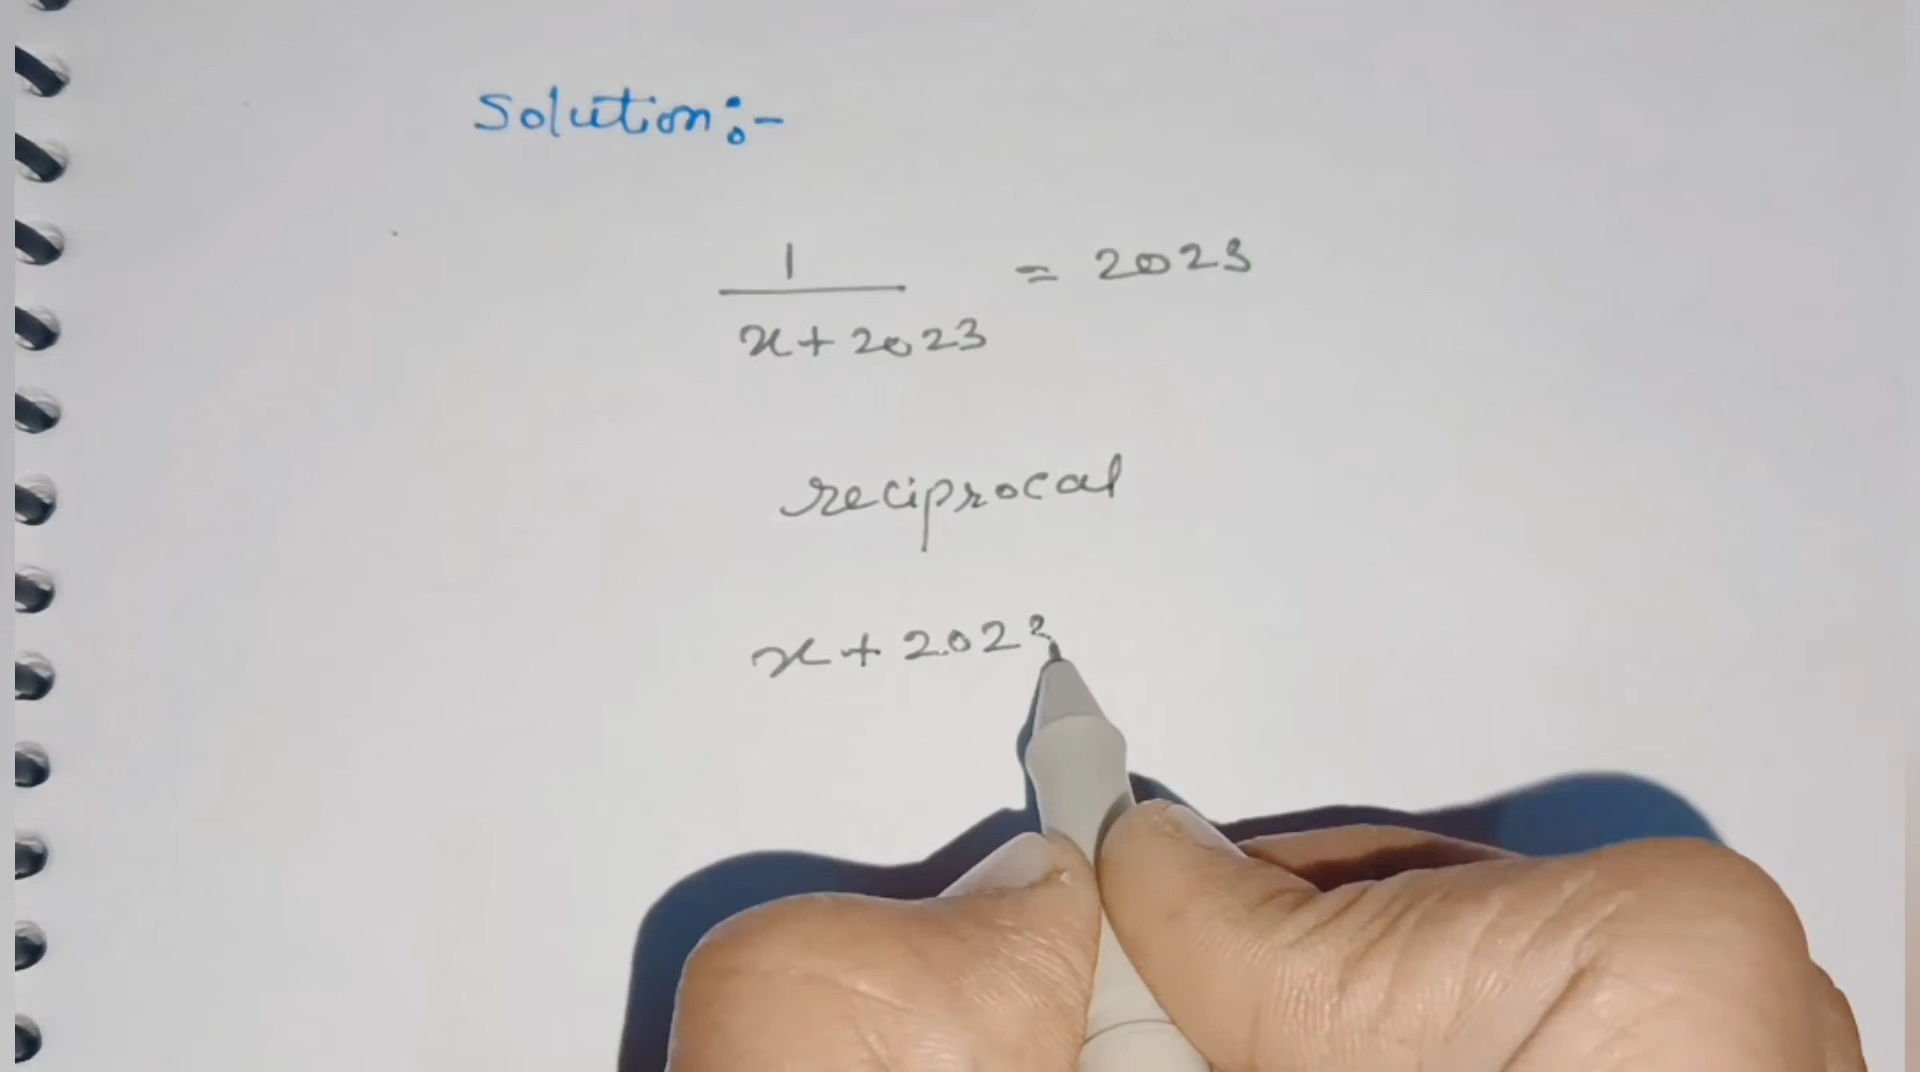 Solution:-
1
= 2023
x+2023
reciprocal
x+2023